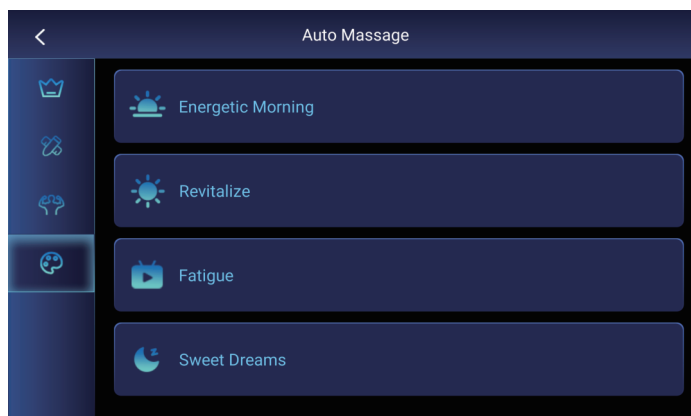 Auto Massage
Energetic Morning
Revitalize
Fatigue
Sweet Dreams